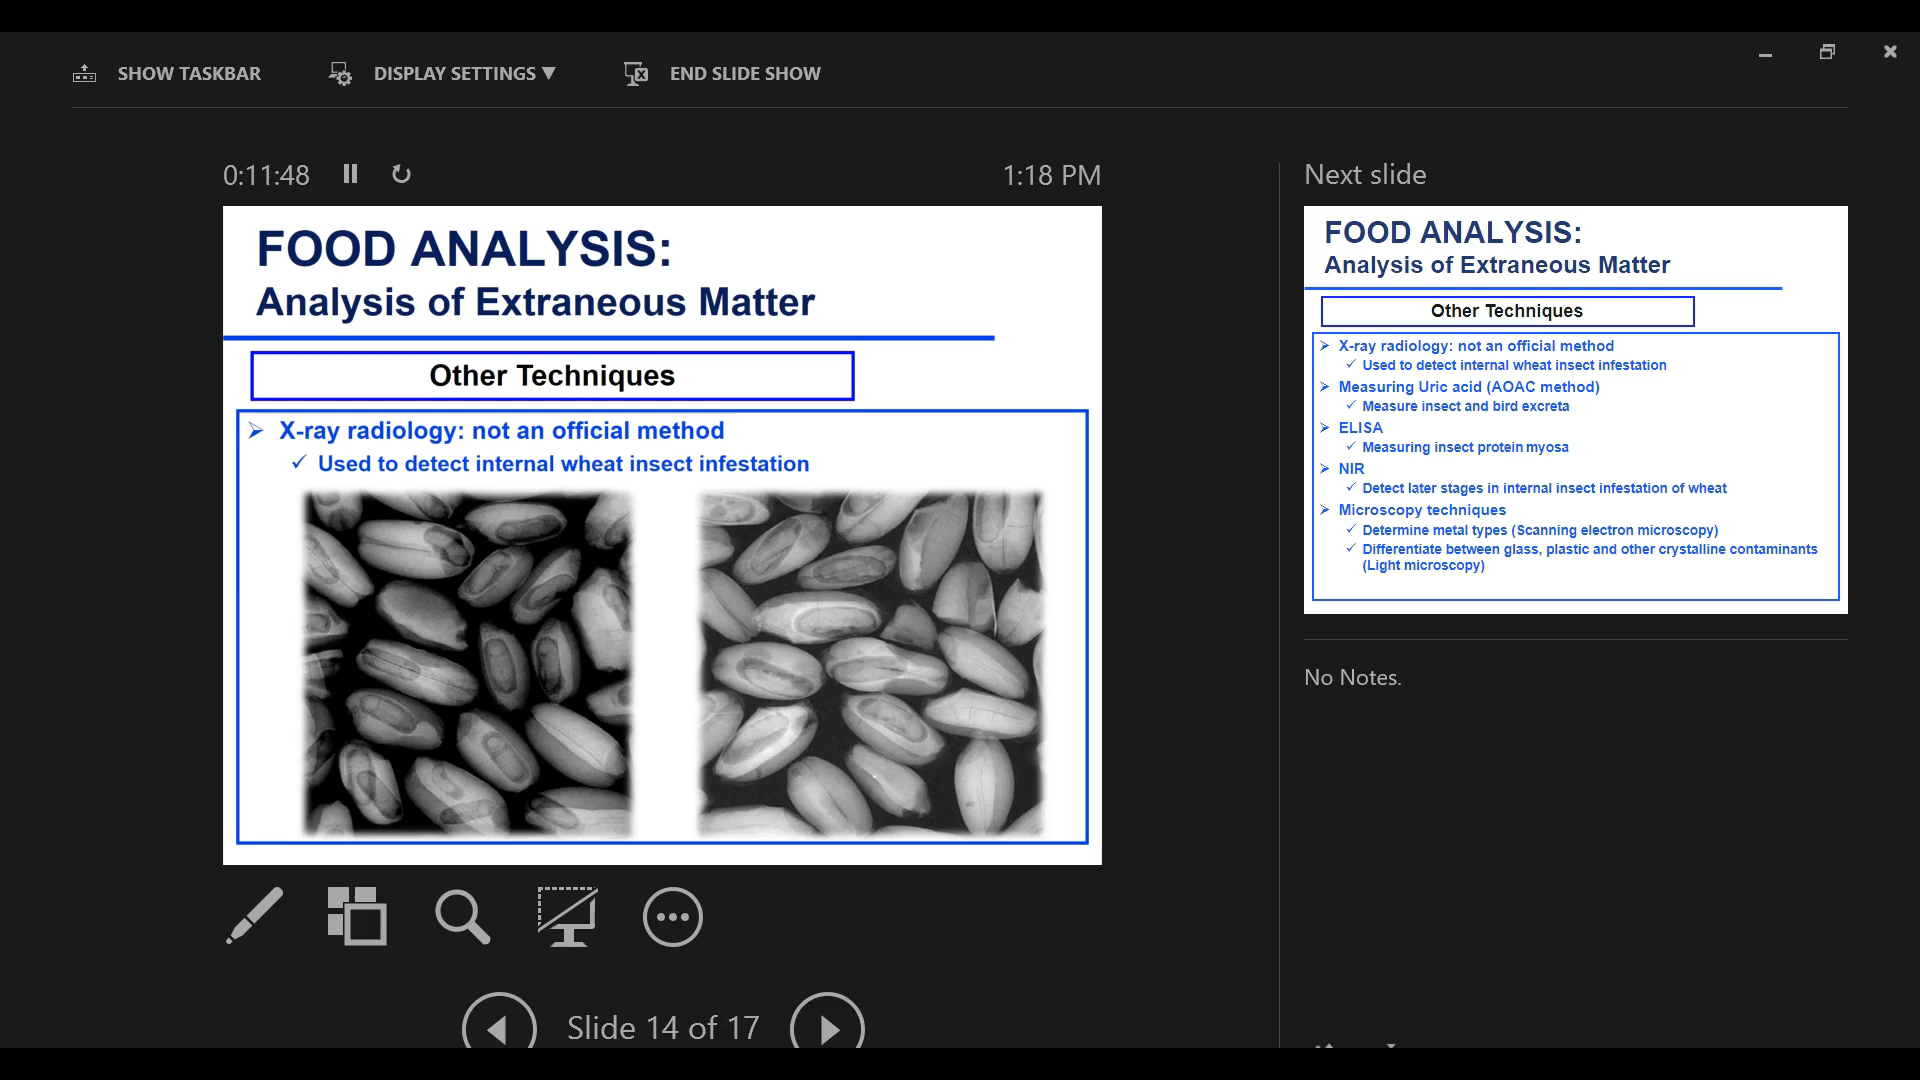 SHOW TASKBAR
DISPLAY SETTINGS ▼
END SLIDE SHOW
0:11:48
1:18 PM
FOOD ANALYSIS:
Analysis of Extraneous Matter
Other Techniques
➢ X-ray radiology: not an official method
✓ Used to detect internal wheat insect infestation
Slide 14 of 17
Next slide
FOOD ANALYSIS:
Analysis of Extraneous Matter
Other Techniques
➢ X-ray radiology: not an official method
✓ Used to detect internal wheat insect infestation
➢ Measuring Uric acid (AOAC method)
✓ Measure insect and bird excreta
➢ ELISA
✓ Measuring insect protein myosa
➢ NIR
✓ Detect later stages in internal insect infestation of wheat
➢ Microscopy techniques
✓ Determine metal types (Scanning electron microscopy)
✓ Differentiate between glass, plastic and other crystalline contaminants
(Light microscopy)
No Notes.